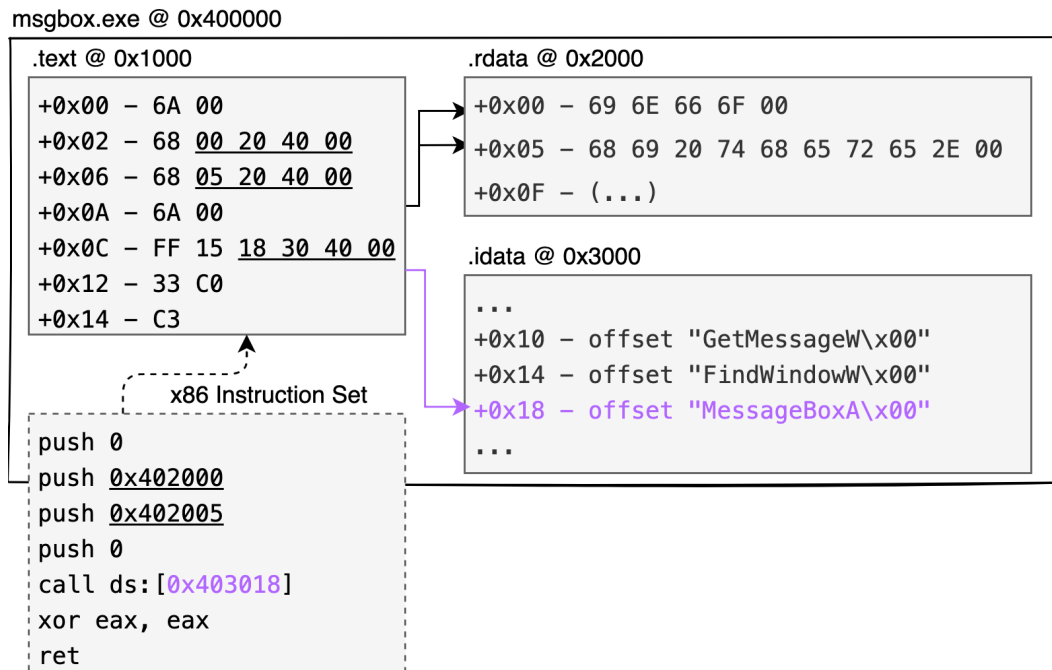 msgbox.exe @ 0x400000
.text @ 0x1000
+0x00 – 6A 00
+0x02 – 68 00 20 40 00
+0x06 – 68 05 20 40 00
+0x0A – 6A 00
+0x0C – FF 15 18 30 40 00
+0x12 – 33 C0
+0x14 – C3
.rdata @ 0x2000
+0x00 – 69 6E 66 6F 00
+0x05 – 68 69 20 74 68 65 72 65 2E 00
+0x0F – (...)
.idata @ 0x3000
...
+0x10 – offset "GetMessageW\x00"
+0x14 – offset "FindWindowW\x00"
+0x18 – offset "MessageBoxA\x00"
...
x86 Instruction Set
push 0
push 0x402000
push 0x402005
push 0
call ds:[0x403018]
xor eax, eax
ret